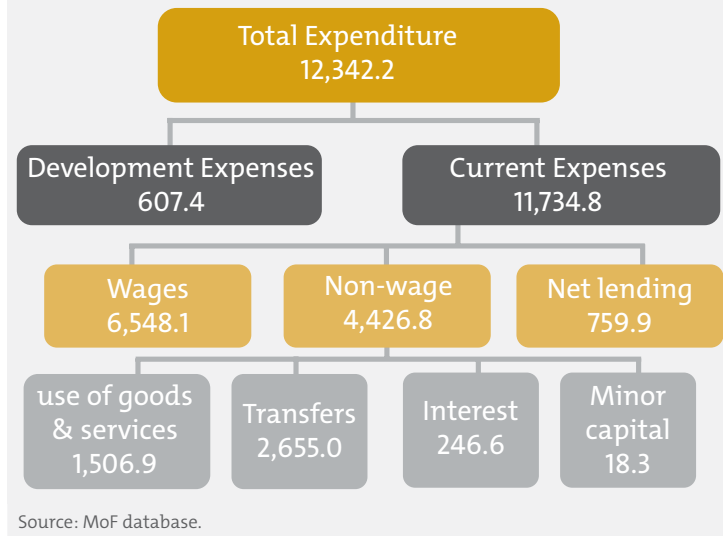 Total Expenditure
12,342.2
Development Expenses
607.4
Current Expenses
11,734.8
Wages
6,548.1
Non-wage
4,426.8
Net lending
759.9
use of goods
& services
1,506.9
Transfers
2,655.0
Interest
246.6
Minor
capital
18.3
Source: MoF database.